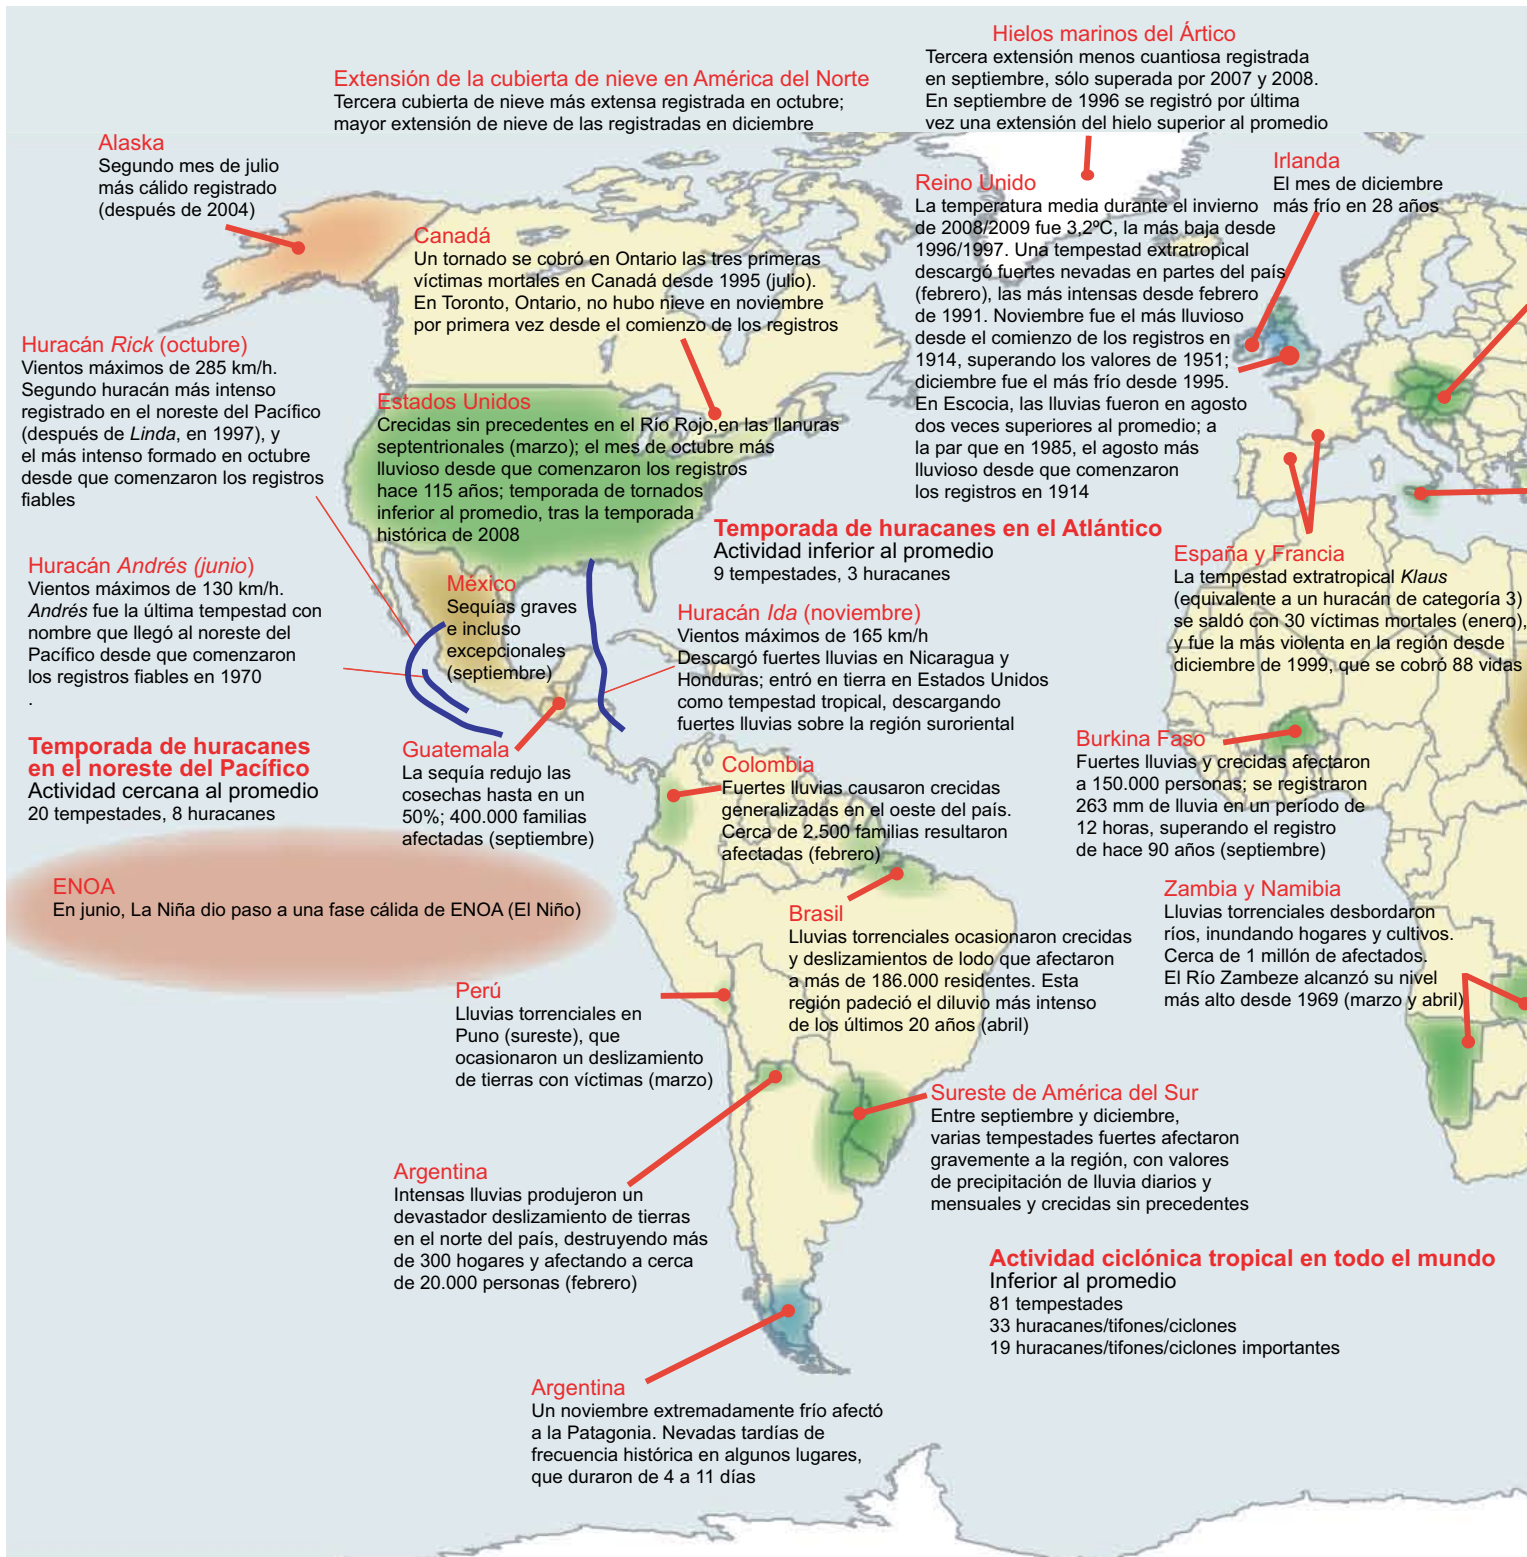 Hielos marinos del Ártico
Tercera extensión menos cuantiosa registrada
en septiembre, sólo superada por 2007 y 2008.
En septiembre de 1996 se registró por última
vez una extensión del hielo superior al promedio
Extensión de la cubierta de nieve en América del Norte
Tercera cubierta de nieve más extensa registrada en octubre;
mayor extensión de nieve de las registradas en diciembre
Alaska
Segundo mes de julio
más cálido registrado
(después de 2004)
Irlanda
El mes de diciembre
más frío en 28 años
Reino Unido
La temperatura media durante el invierno
de 2008/2009 fue 3,2ºC, la más baja desde
1996/1997. Una tempestad extratropical
descargó fuertes nevadas en partes del país
(febrero), las más intensas desde febrero
de 1991. Noviembre fue el más lluvioso
desde el comienzo de los registros en
1914, superando los valores de 1951;
diciembre fue el más frío desde 1995.
En Escocia, las lluvias fueron en agosto
dos veces superiores al promedio; a
la par que en 1985, el agosto más
lluvioso desde que comenzaron
los registros en 1914
Canadá
Un tornado se cobró en Ontario las tres primeras
víctimas mortales en Canadá desde 1995 (julio).
En Toronto, Ontario, no hubo nieve en noviembre
por primera vez desde el comienzo de los registros
Huracán Rick (octubre)
Vientos máximos de 285 km/h.
Segundo huracán más intenso
registrado en el noreste del Pacífico
(después de Linda, en 1997), y
el más intenso formado en octubre
desde que comenzaron los registros
fiables
Estados Unidos
Crecidas sin precedentes en el Río Rojo,en las llanuras
septentrionales (marzo); el mes de octubre más
lluvioso desde que comenzaron los registros
hace 115 años; temporada de tornados
inferior al promedio, tras la temporada
histórica de 2008
Temporada de huracanes en el Atlántico
Actividad inferior al promedio
9 tempestades, 3 huracanes
España y Francia
La tempestad extratropical Klaus
(equivalente a un huracán de categoría 3)
se saldó con 30 víctimas mortales (enero),
y fue la más violenta en la región desde
diciembre de 1999, que se cobró 88 vidas
Huracán Andrés (junio)
Vientos máximos de 130 km/h.
Andrés fue la última tempestad con
nombre que llegó al noreste del
Pacífico desde que comenzaron
los registros fiables en 1970
.
México
Sequías graves
e incluso
excepcionales
(septiembre)
Huracán Ida (noviembre)
Vientos máximos de 165 km/h
Descargó fuertes lluvias en Nicaragua y
Honduras; entró en tierra en Estados Unidos
como tempestad tropical, descargando
fuertes lluvias sobre la región suroriental
Temporada de huracanes
en el noreste del Pacífico
Actividad cercana al promedio
20 tempestades, 8 huracanes
Guatemala
La sequía redujo las
cosechas hasta en un
50%; 400.000 familias
afectadas (septiembre)
Colombia
Fuertes lluvias causaron crecidas
generalizadas en el oeste del país.
Cerca de 2.500 familias resultaron
afectadas (febrero)
Burkina Faso
Fuertes lluvias y crecidas afectaron
a 150.000 personas; se registraron
263 mm de lluvia en un período de
12 horas, superando el registro
de hace 90 años (septiembre)
ENOA
En junio, La Niña dio paso a una fase cálida de ENOA (El Niño)
Brasil
Lluvias torrenciales ocasionaron crecidas
y deslizamientos de lodo que afectaron
a más de 186.000 residentes. Esta
región padeció el diluvio más intenso
de los últimos 20 años (abril)
Zambia y Namibia
Lluvias torrenciales desbordaron
ríos, inundando hogares y cultivos.
Cerca de 1 millón de afectados.
El Río Zambeze alcanzó su nivel
más alto desde 1969 (marzo y abril)
Perú
Lluvias torrenciales en
Puno (sureste), que
ocasionaron un deslizamiento
de tierras con víctimas (marzo)
Sureste de América del Sur
Entre septiembre y diciembre,
varias tempestades fuertes afectaron
gravemente a la región, con valores
de precipitación de lluvia diarios y
mensuales y crecidas sin precedentes
Argentina
Intensas lluvias produjeron un
devastador deslizamiento de tierras
en el norte del país, destruyendo más
de 300 hogares y afectando a cerca
de 20.000 personas (febrero)
Actividad ciclónica tropical en todo el mundo
Inferior al promedio
81 tempestades
33 huracanes/tifones/ciclones
19 huracanes/tifones/ciclones importantes
Argentina
Un noviembre extremadamente frío afectó
a la Patagonia. Nevadas tardías de
frecuencia histórica en algunos lugares,
que duraron de 4 a 11 días